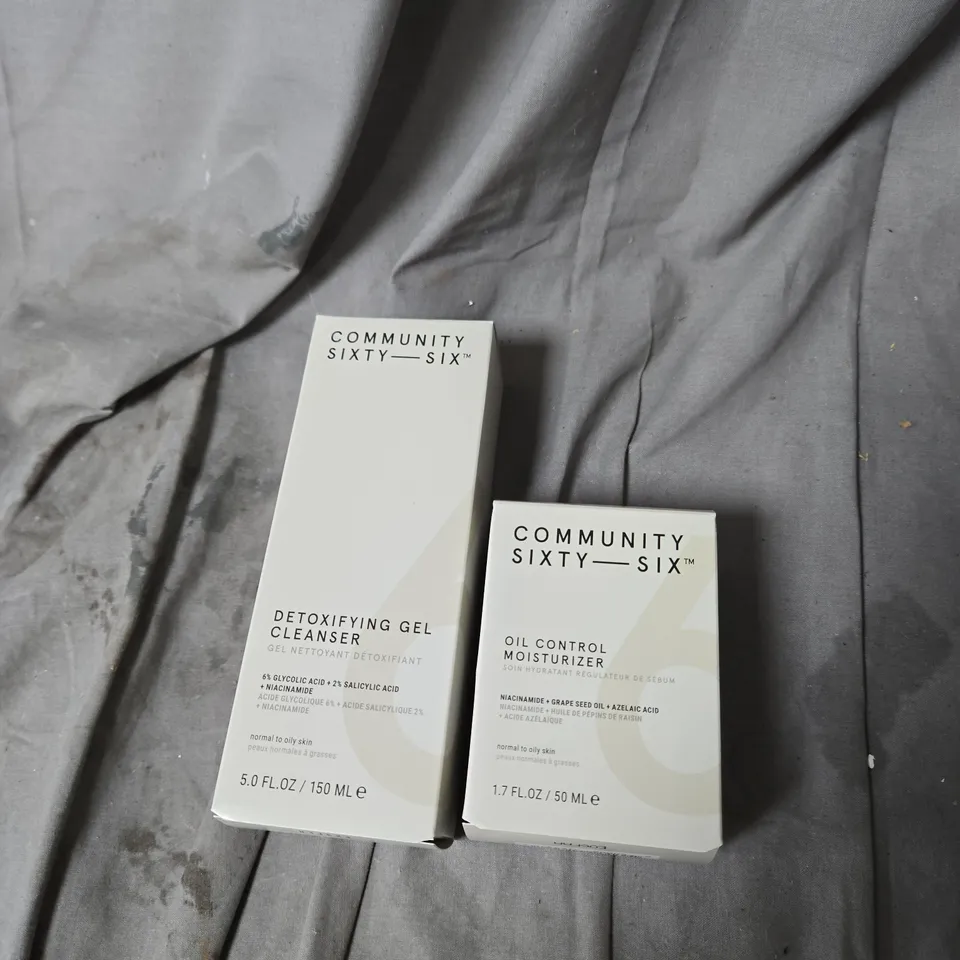 COMMUNITY
SIXTY—SIX™
DETOXIFYING GEL
CLEANSER
GEL NETTOYANT DÉTOXIFIANT
6% GLYCOLIC ACID + 2% SALICYLIC ACID
+ NIACINAMIDE
ACIDE GLYCOLIQUE 6% + ACIDE SALICYLIQUE 2%
+ NIACINAMIDE
normal to oily skin
peaux normales à grasses
5.0 FL.OZ / 150 ML ℮
COMMUNITY
SIXTY—SIX™
OIL CONTROL
MOISTURIZER
SOIN HYDRATANT RÉGULATEUR DE SÉBUM
NIACINAMIDE + GRAPE SEED OIL + AZELAIC ACID
NIACINAMIDE + HUILE DE PÉPINS DE RAISIN
+ ACIDE AZÉLAÏQUE
normal to oily skin
peaux normales à grasses
1.7 FL.OZ / 50 ML ℮
66